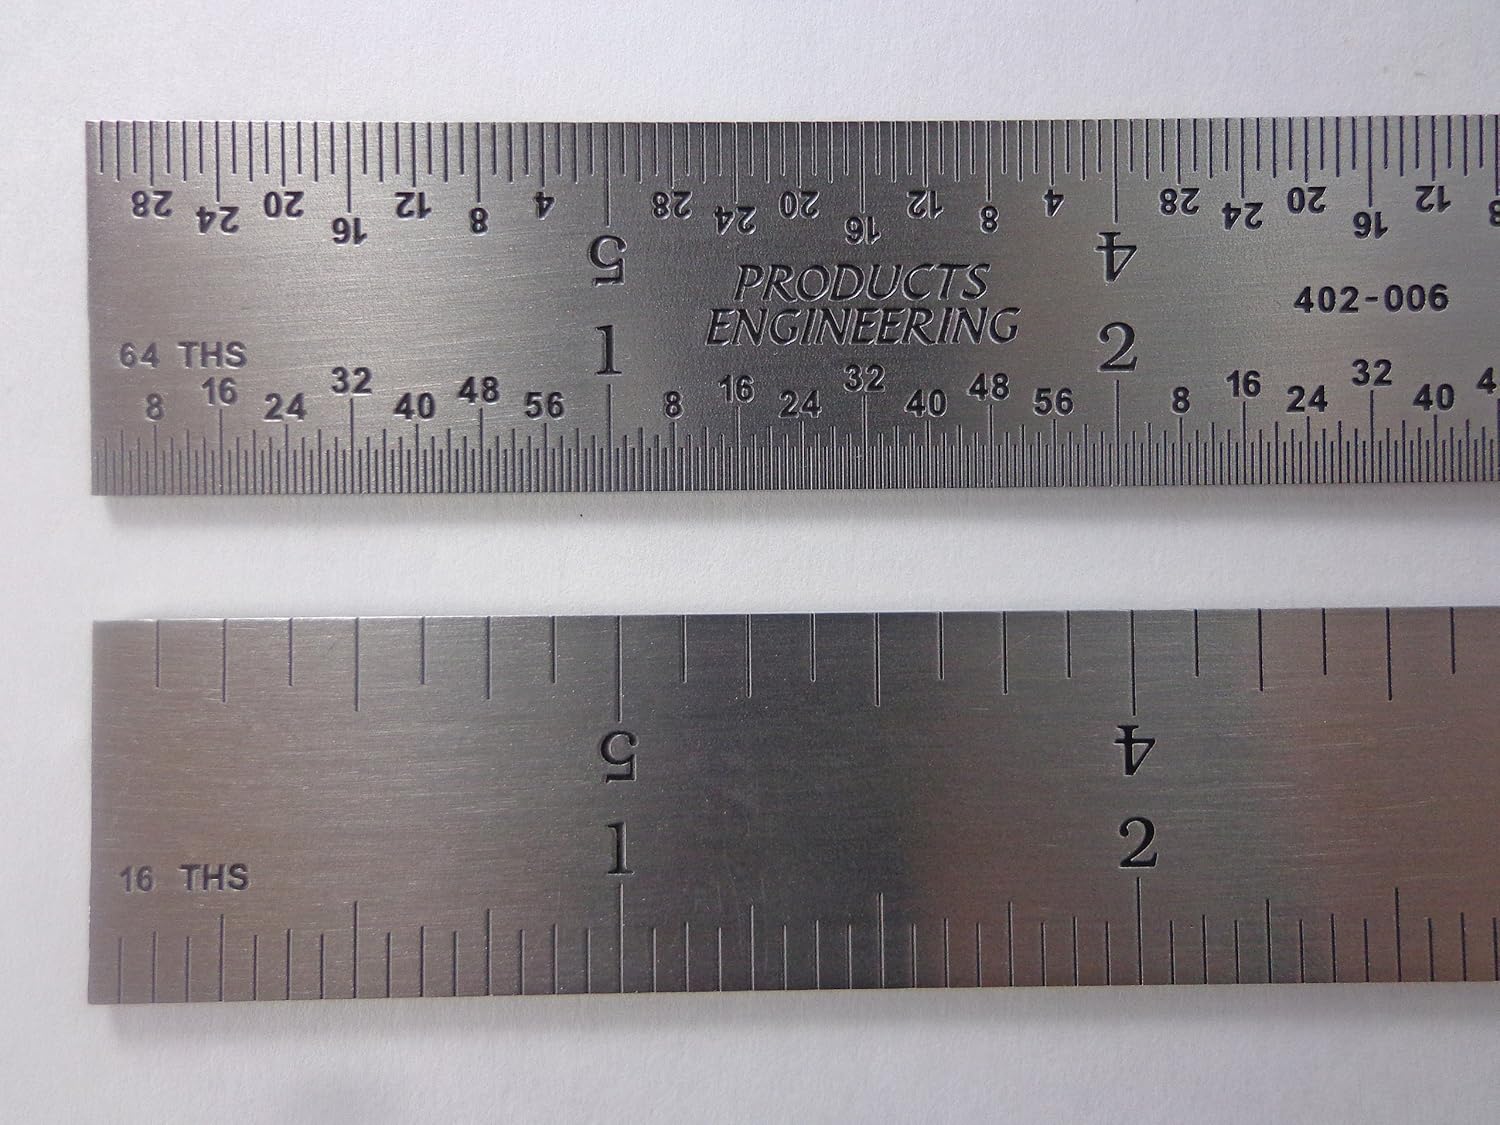 28 24 20 16 12 8 4 28 24 20 16 12 8 4 28 24 20 16 12
5 4
PRODUCTS
ENGINEERING
402-006
64 THS
1 2
8 16 24 32 40 48 56 8 16 24 32 40 48 56 8 16 24 32 40
5 4
1 2
16 THS